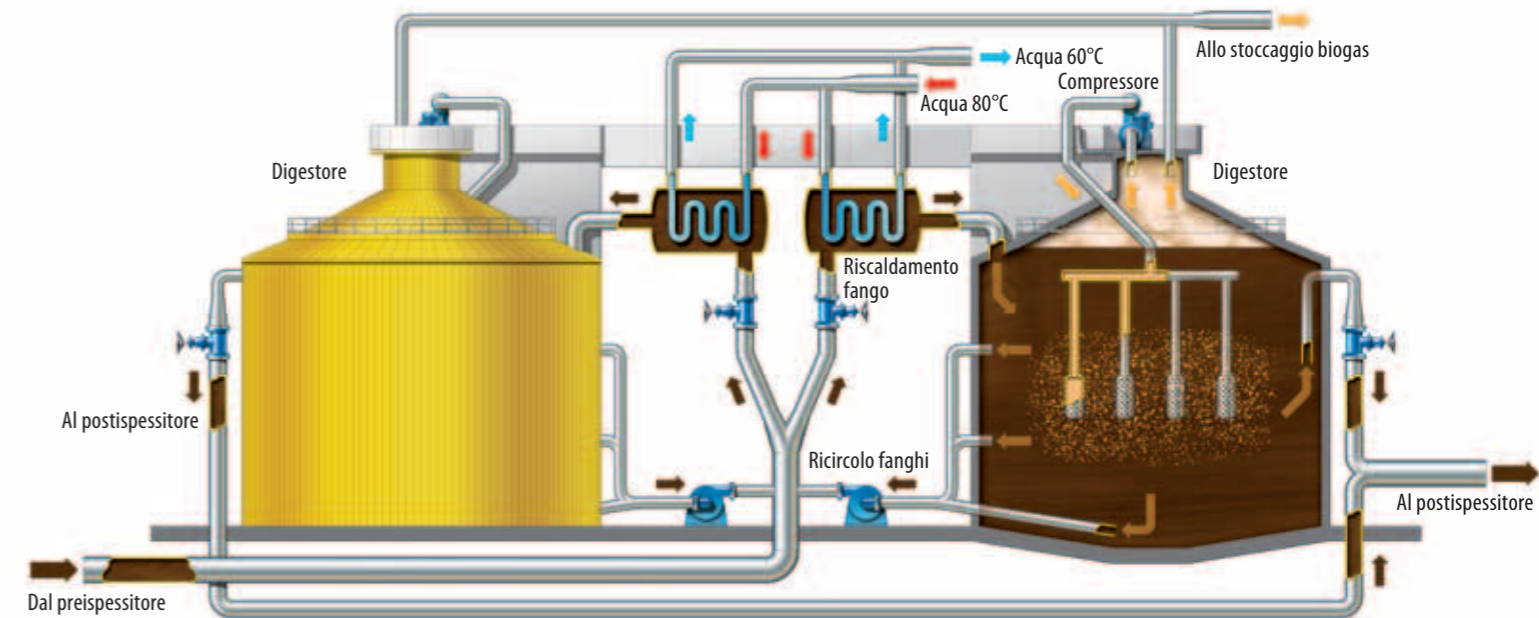 Allo stoccaggio biogas
Acqua 60°C
Compressore
Acqua 80°C
Digestore
Digestore
Riscaldamento
fango
Al postispessitore
Ricircolo fanghi
Al postispessitore
Dal preispessitore